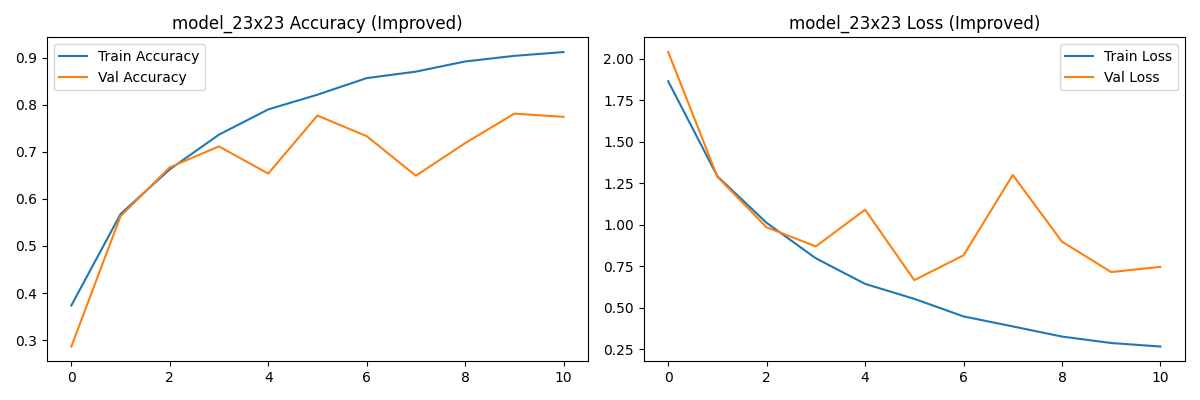 model_23x23 Accuracy (Improved)
Train Accuracy
Val Accuracy
0.9
0.8
0.7
0.6
0.5
0.4
0.3
0 2 4 6 8 10
model_23x23 Loss (Improved)
Train Loss
Val Loss
2.00
1.75
1.50
1.25
1.00
0.75
0.50
0.25
0 2 4 6 8 10